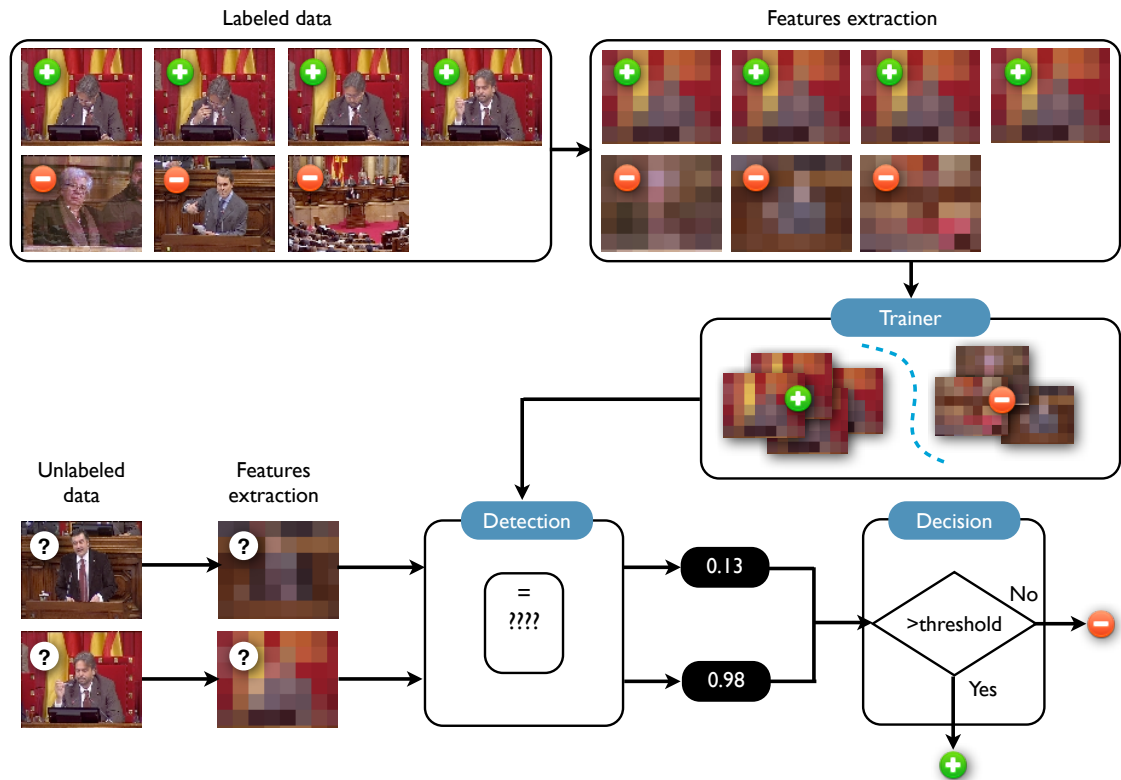 Labeled data
Features extraction
Trainer
Unlabeled
data
Features
extraction
?
?
?
?
Detection
=
????
0.13
0.98
Decision
>threshold
No
Yes